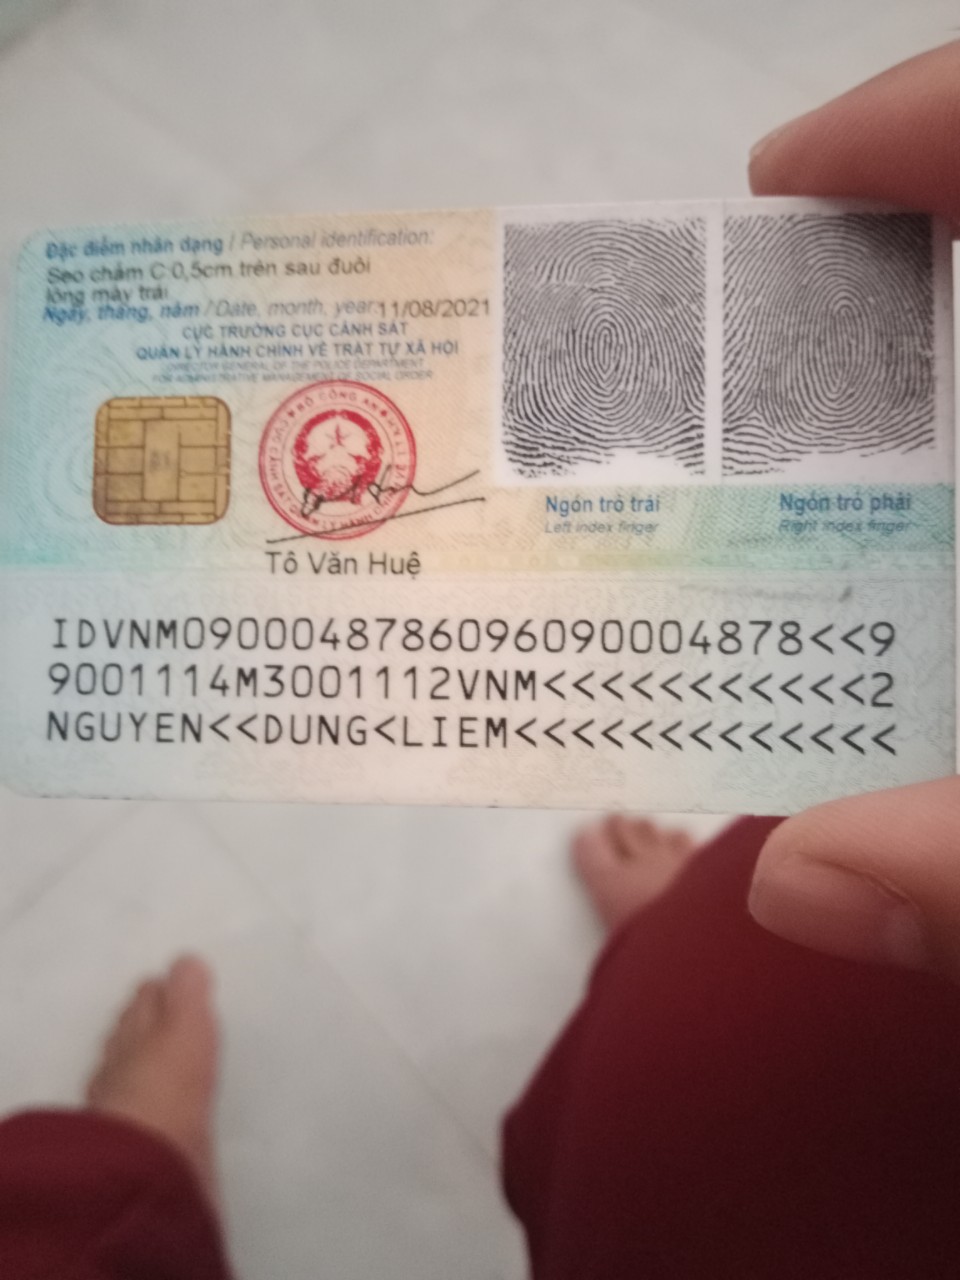 Đặc điểm nhân dạng / Personal identification:
Sẹo chấm C 0,5cm trên sau đuôi
lông mày trái
Ngày, tháng, năm / Date, month, year: 11/08/2021
CỤC TRƯỞNG CỤC CẢNH SÁT
QUẢN LÝ HÀNH CHÍNH VỀ TRẬT TỰ XÃ HỘI
DIRECTOR GENERAL OF THE POLICE DEPARTMENT
FOR ADMINISTRATIVE MANAGEMENT OF SOCIAL ORDER
BỘ CÔNG AN
Tô Văn Huệ
Ngón trỏ trái
Left index finger
Ngón trỏ phải
Right index finger
IDVNM0900048786096090004878<<9
9001114M3001112VNM<<<<<<<<<<<2
NGUYEN<<DUNG<LIEM<<<<<<<<<<<<<